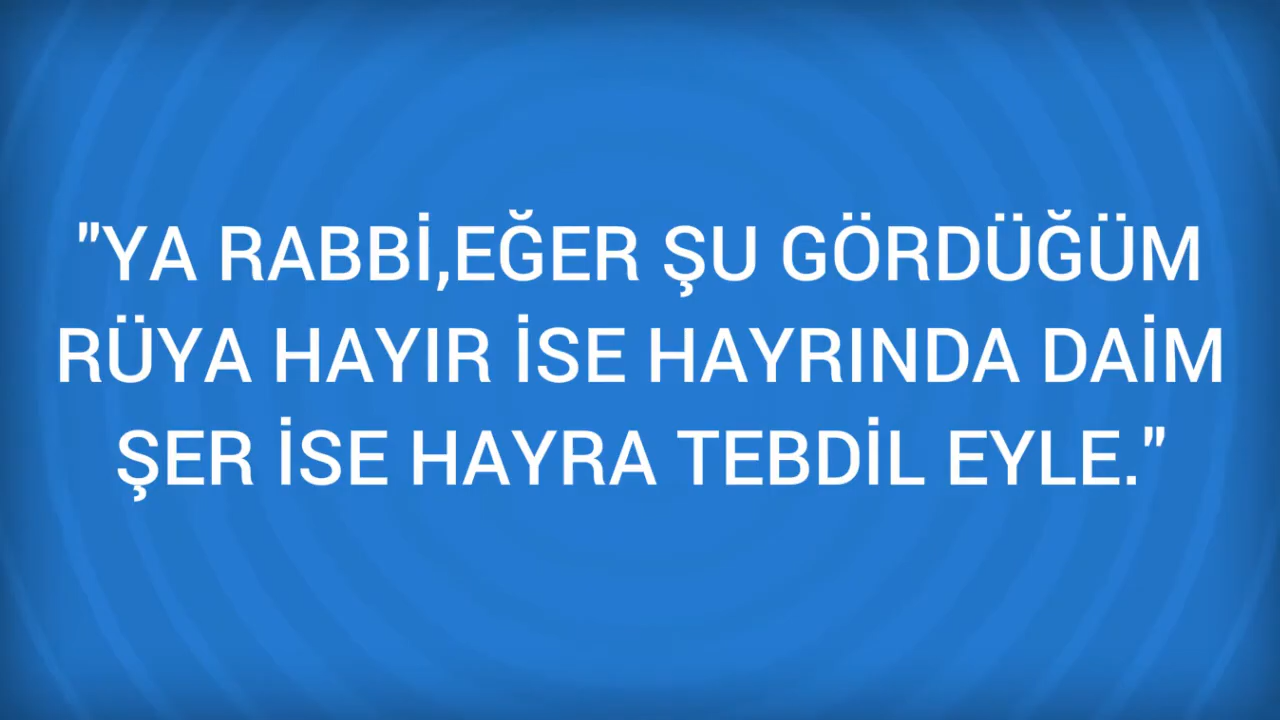 "YA RABBİ,EĞER ŞU GÖRDÜĞÜM
RÜYA HAYIR İSE HAYRINDA DAİM
ŞER İSE HAYRA TEBDİL EYLE."